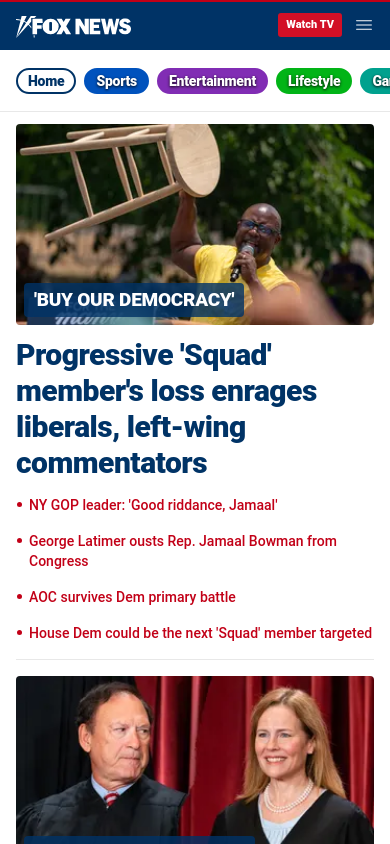 FOX NEWS
Watch TV
Home
Sports
Entertainment
Lifestyle
'BUY OUR DEMOCRACY'
Progressive 'Squad'
member's loss enrages
liberals, left-wing
commentators
NY GOP leader: 'Good riddance, Jamaal'
George Latimer ousts Rep. Jamaal Bowman from
Congress
AOC survives Dem primary battle
House Dem could be the next 'Squad' member targeted